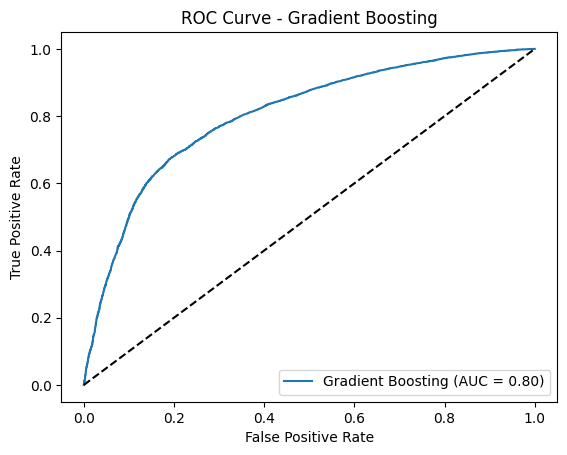 ROC Curve - Gradient Boosting
1.0
0.8
0.6
0.4
0.2
0.0
True Positive Rate
Gradient Boosting (AUC = 0.80)
0.0 0.2 0.4 0.6 0.8 1.0
False Positive Rate